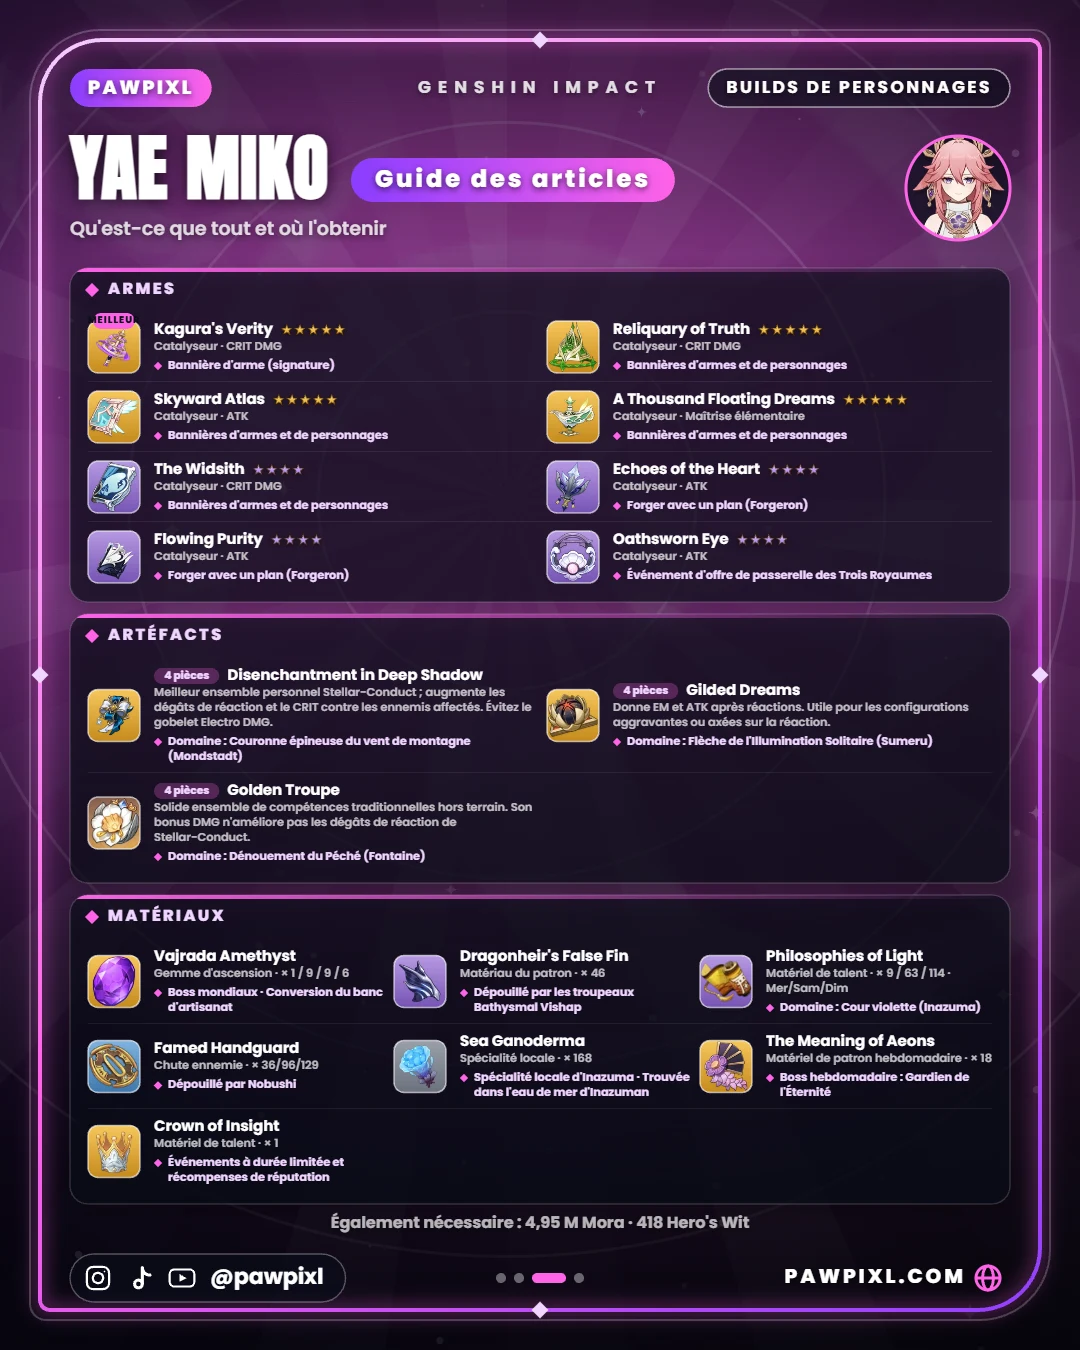 PAWPIXL
GENSHIN IMPACT
BUILDS DE PERSONNAGES
YAE MIKO
Guide des articles
Qu'est-ce que tout et où l'obtenir
ARMES
MEILLEUR
Kagura's Verity ★★★★★
Catalyseur · CRIT DMG
Bannière d'arme (signature)
Reliquary of Truth ★★★★★
Catalyseur · CRIT DMG
Bannières d'armes et de personnages
Skyward Atlas ★★★★★
Catalyseur · ATK
Bannières d'armes et de personnages
A Thousand Floating Dreams ★★★★★
Catalyseur · Maîtrise élémentaire
Bannières d'armes et de personnages
The Widsith ★★★★
Catalyseur · CRIT DMG
Bannières d'armes et de personnages
Echoes of the Heart ★★★★
Catalyseur · ATK
Forger avec un plan (Forgeron)
Flowing Purity ★★★★
Catalyseur · ATK
Forger avec un plan (Forgeron)
Oathsworn Eye ★★★★
Catalyseur · ATK
Événement d'offre de passerelle des Trois Royaumes
ARTÉFACTS
4 pièces Disenchantment in Deep Shadow
Meilleur ensemble personnel Stellar-Conduct ; augmente les
dégâts de réaction et le CRIT contre les ennemis affectés. Évitez le
gobelet Electro DMG.
Domaine : Couronne épineuse du vent de montagne
(Mondstadt)
4 pièces Gilded Dreams
Donne EM et ATK après réactions. Utile pour les configurations
aggravantes ou axées sur la réaction.
Domaine : Flèche de l'Illumination Solitaire (Sumeru)
4 pièces Golden Troupe
Solide ensemble de compétences traditionnelles hors terrain. Son
bonus DMG n'améliore pas les dégâts de réaction de
Stellar-Conduct.
Domaine : Dénouement du Péché (Fontaine)
MATÉRIAUX
Vajrada Amethyst
Gemme d'ascension · × 1 / 9 / 9 / 6
Boss mondiaux · Conversion du banc
d'artisanat
Dragonheir's False Fin
Matériau du patron · × 46
Dépouillé par les troupeaux
Bathysmal Vishap
Philosophies of Light
Matériel de talent · × 9 / 63 / 114 ·
Mer/Sam/Dim
Domaine : Cour violette (Inazuma)
Famed Handguard
Chute ennemie · × 36/96/129
Dépouillé par Nobushi
Sea Ganoderma
Spécialité locale · × 168
Spécialité locale d'Inazuma · Trouvée
dans l'eau de mer d'Inazuman
The Meaning of Aeons
Matériel de patron hebdomadaire · × 18
Boss hebdomadaire : Gardien de
l'Éternité
Crown of Insight
Matériel de talent · × 1
Événements à durée limitée et
récompenses de réputation
Également nécessaire : 4,95 M Mora · 418 Hero's Wit
@pawpixl
PAWPIXL.COM